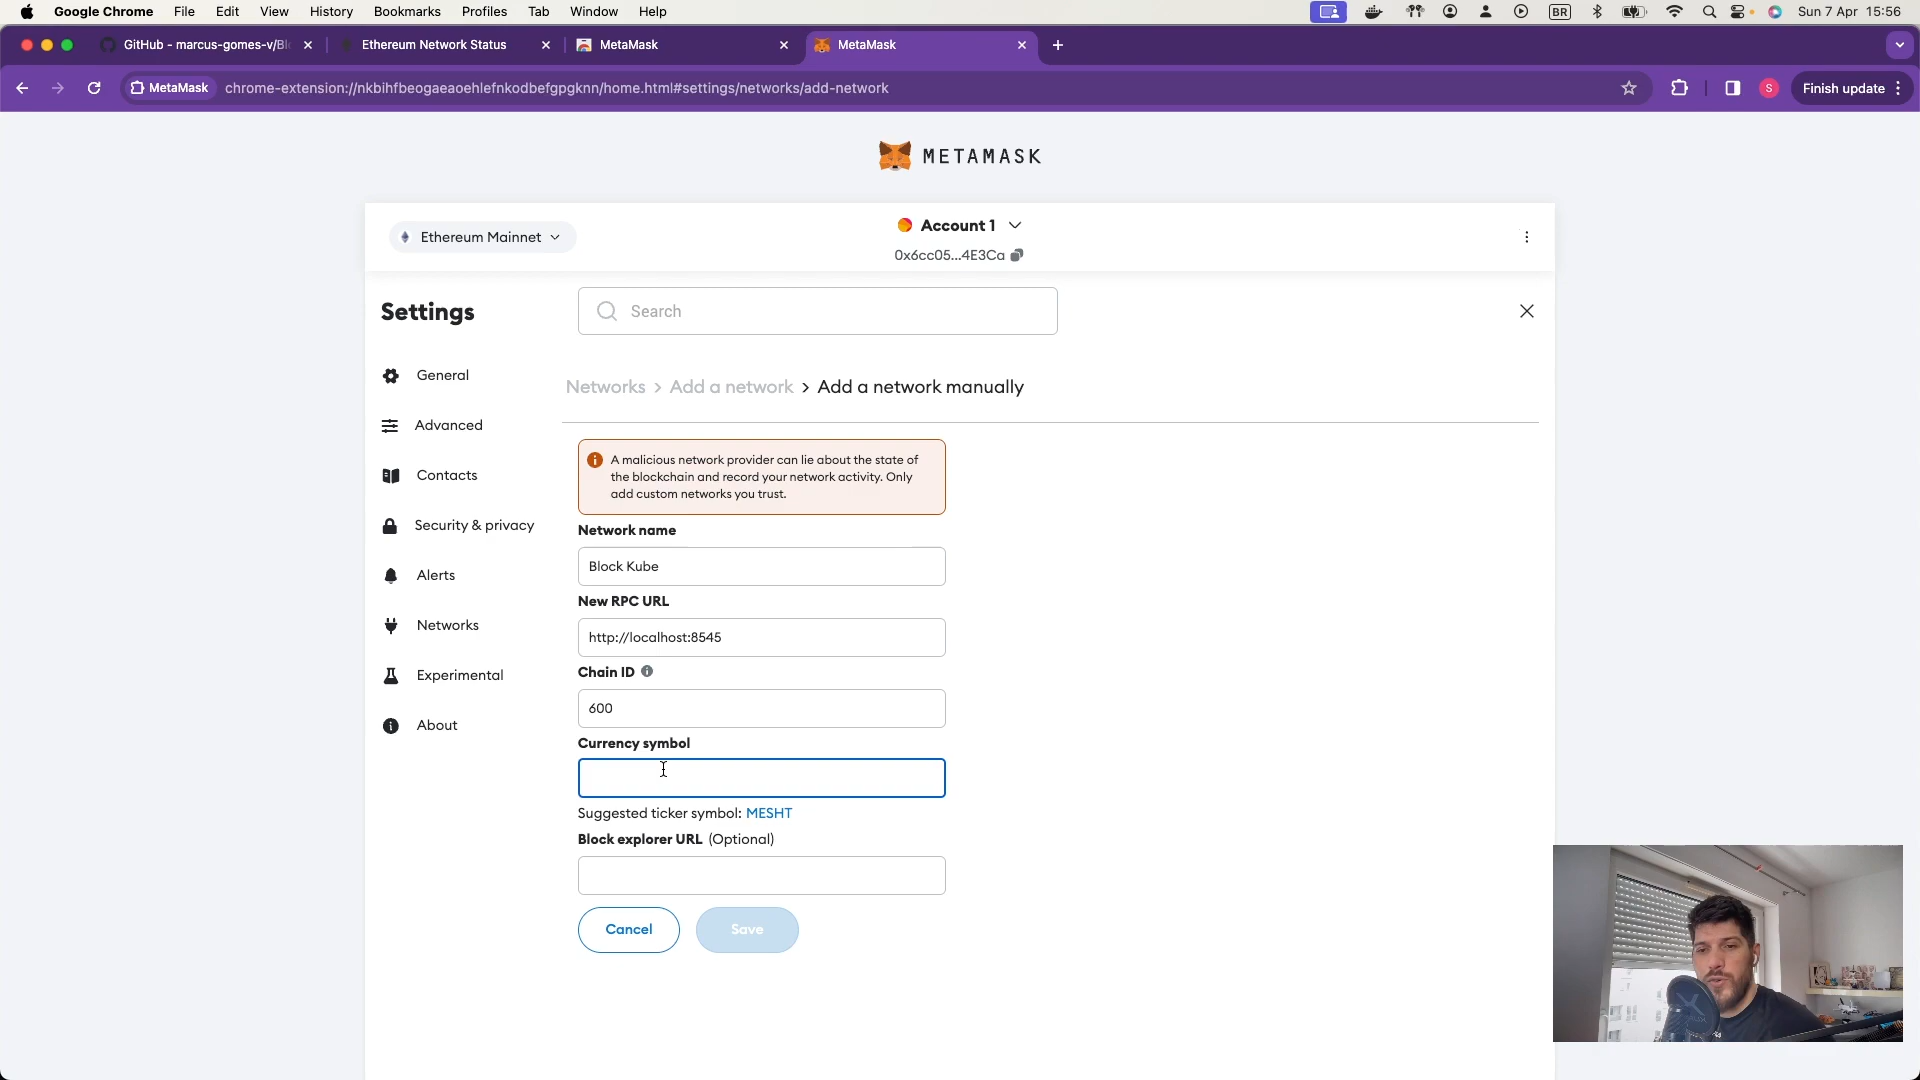 Google Chrome File Edit View History Bookmarks Profiles Tab Window Help BR Sun 7 Apr 15:56
GitHub - marcus-gomes-v/Bl Ethereum Network Status MetaMask MetaMask
MetaMask chrome-extension://nkbihfbeogaeaoehlefnkodbefgpgknn/home.html#settings/networks/add-network S Finish update
METAMASK
Ethereum Mainnet
Account 1
0x6cc05...4E3Ca
Settings
Search
General
Advanced
Contacts
Security & privacy
Alerts
Networks
Experimental
About
Networks > Add a network > Add a network manually
A malicious network provider can lie about the state of
the blockchain and record your network activity. Only
add custom networks you trust.
Network name
Block Kube
New RPC URL
http://localhost:8545
Chain ID
600
Currency symbol
Suggested ticker symbol: MESHT
Block explorer URL (Optional)
Cancel
Save